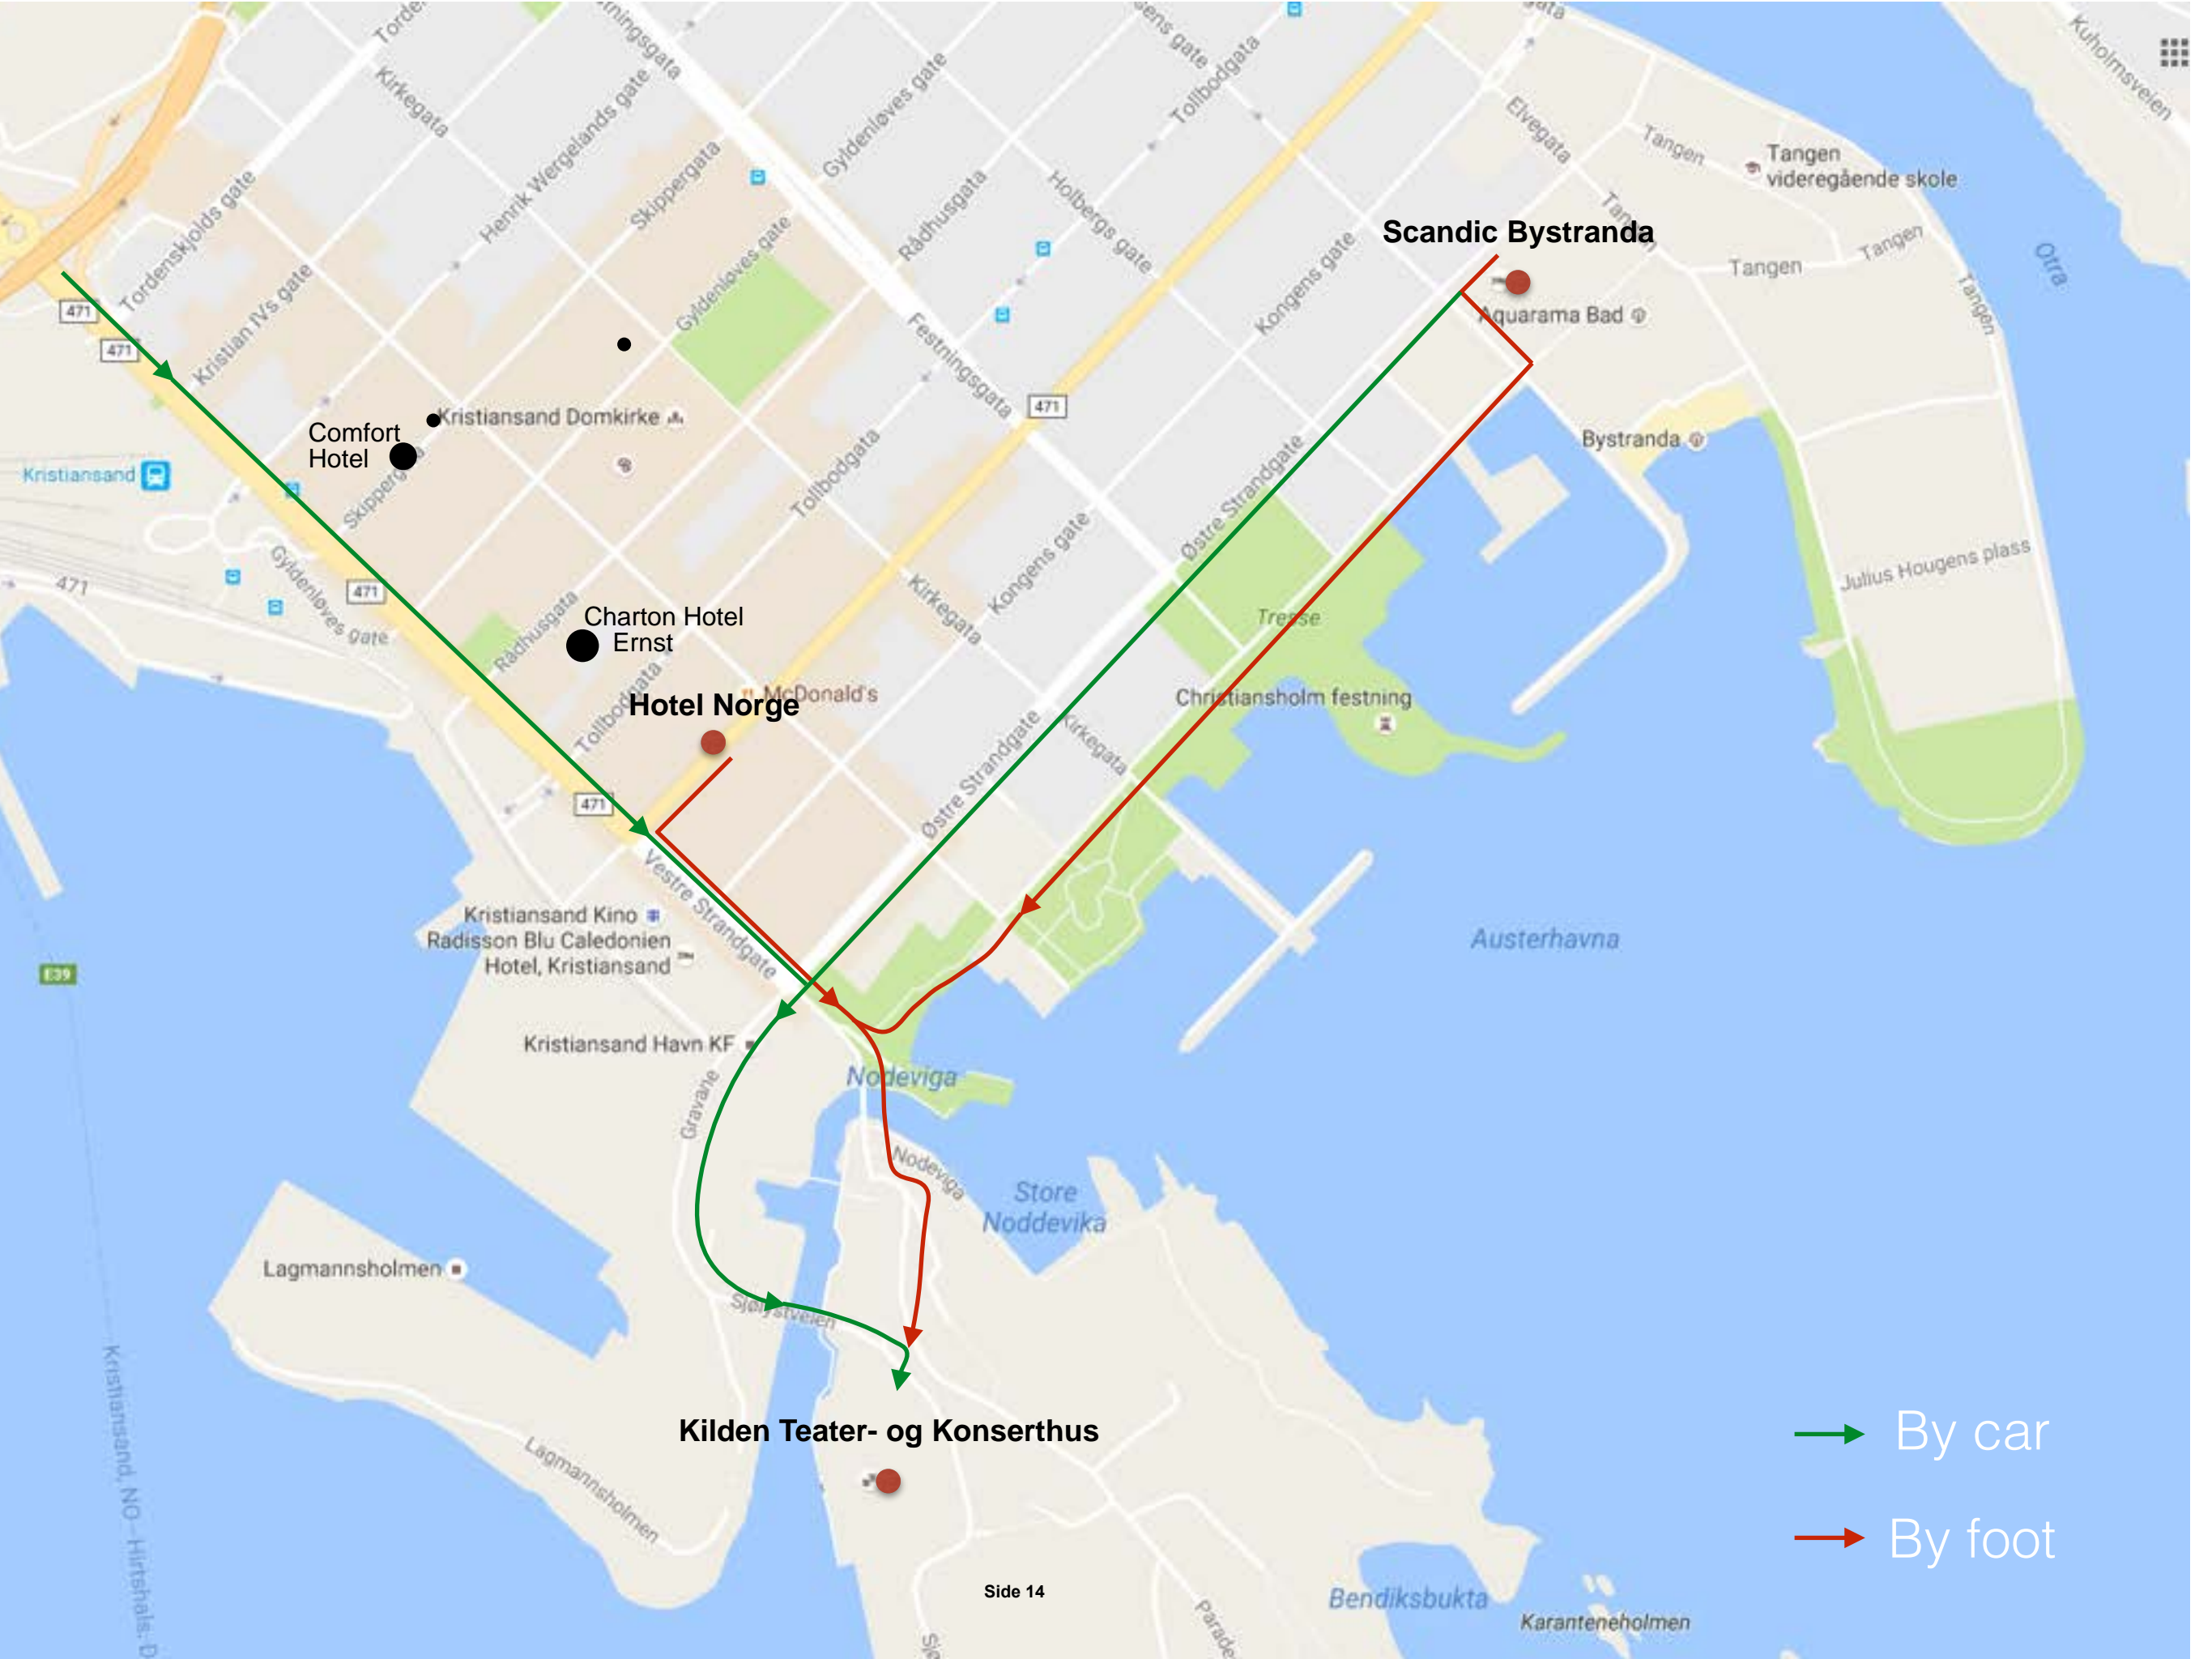 Kirkegata
Henrik Wergelands gate
Skippergata
Gyldenløves gate
Tollbodgata
Kuholmsveien
Elvegata
Tangen
Tangen
videregående skole
Tangen
Tangen
Tangen
Tangen
Otra
Tordenskjolds gate
Kristian IVs gate
Gyldenløves gate
Rådhusgata
Holbergs gate
Kongens gate
Scandic Bystranda
Aquarama Bad
Festningsgata
471
471
471
Bystranda
Comfort
Hotel
Kristiansand Domkirke
Kristiansand
Tollbodgata
Østre Strandgate
Julius Hougens plass
471
471
Gyldenløves gate
Rådhusgata
Charton Hotel
Ernst
Kirkegata
Kongens gate
Tresse
Christiansholm festning
McDonald's
Hotel Norge
Tollbodgata
Kirkegata
Østre Strandgate
471
Vestre Strandgate
Kristiansand Kino
Radisson Blu Caledonien
Hotel, Kristiansand
E39
Austerhavna
Kristiansand Havn KF
Nodeviga
Gravane
Nodeviga
Store
Noddevika
Lagmannsholmen
Sjølystveien
Kilden Teater- og Konserthus
Lagmannsholmen
By car
By foot
Side 14
Bendiksbukta
Karanteneholmen